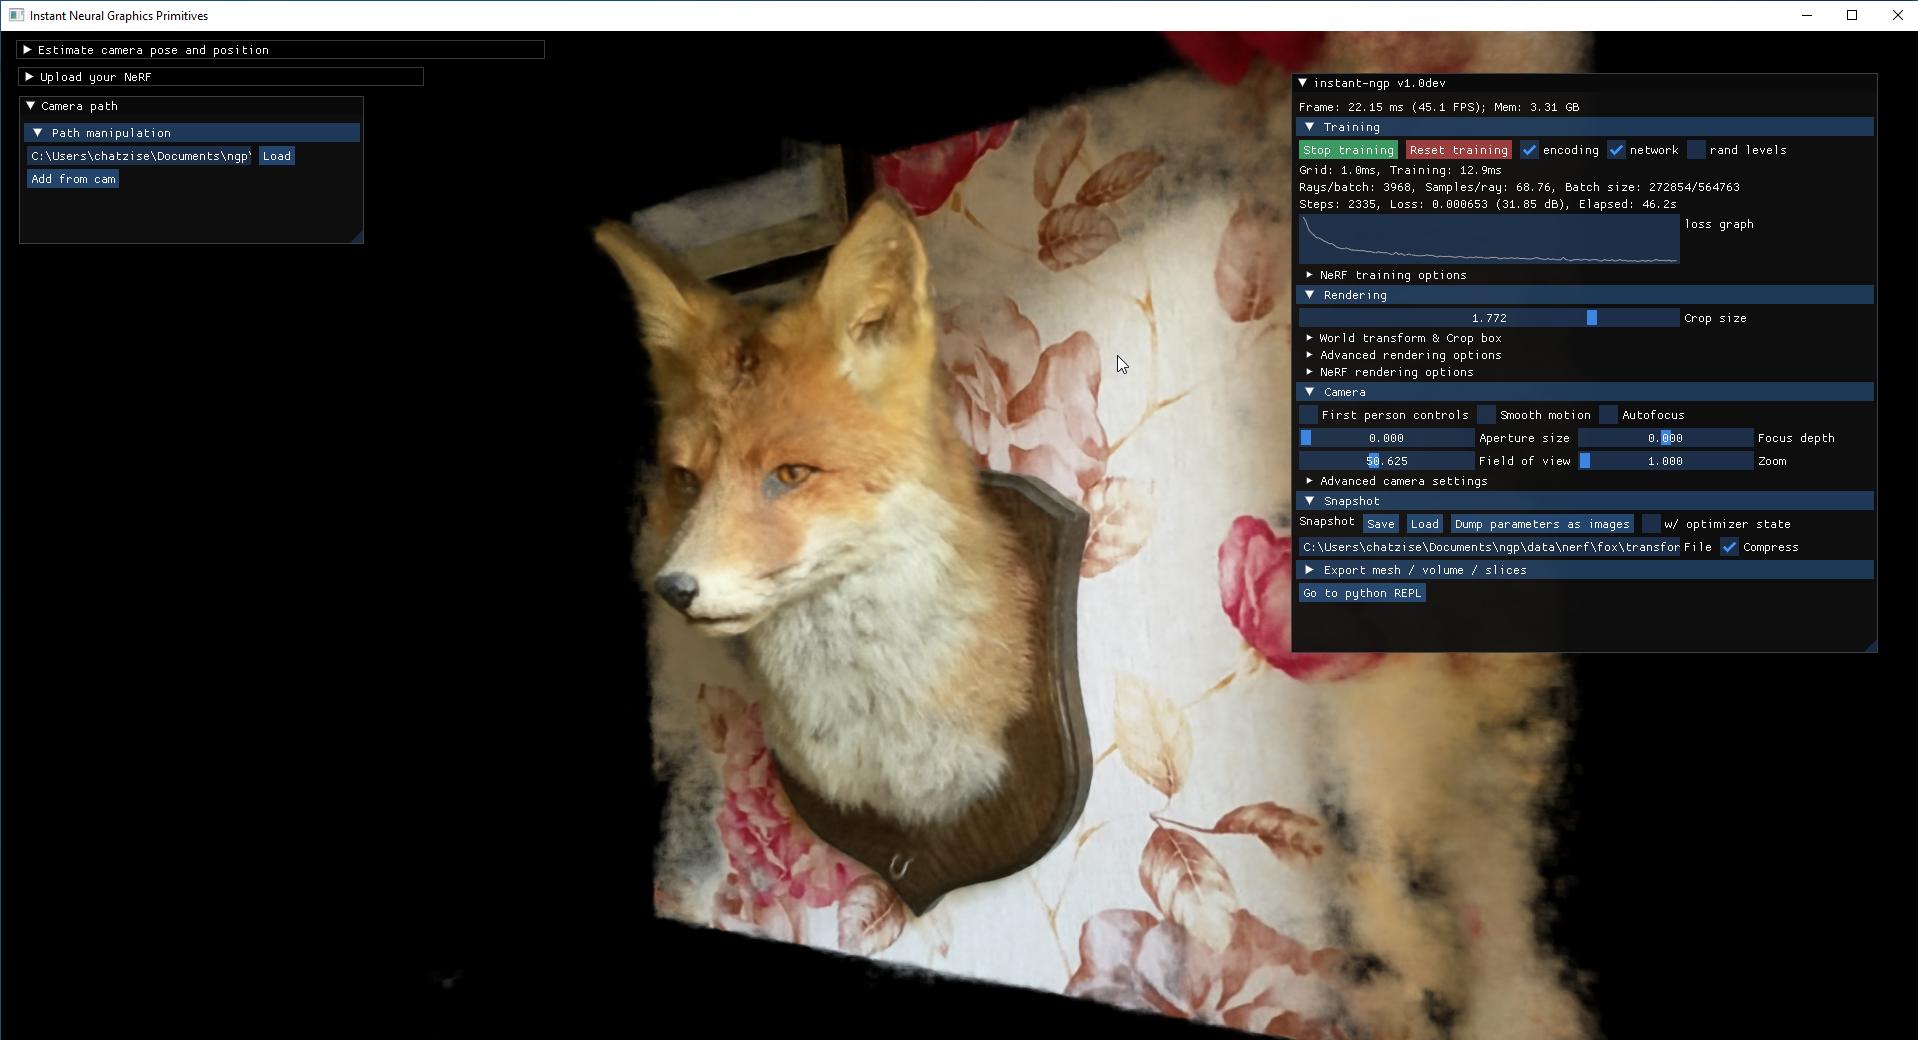 Instant Neural Graphics Primitives
Estimate camera pose and position
Upload your NeRF
Camera path
Path manipulation
C:\Users\chatzise\Documents\ngp\ Load
Add from cam
instant-ngp v1.0dev
Frame: 22.15 ms (45.1 FPS); Mem: 3.31 GB
Training
Stop training Reset training encoding network rand levels
Grid: 1.0ms, Training: 12.9ms
Rays/batch: 3968, Samples/ray: 68.76, Batch size: 272854/564763
Steps: 2335, Loss: 0.000653 (31.85 dB), Elapsed: 46.2s
loss graph
NeRF training options
Rendering
1.772 Crop size
World transform & Crop box
Advanced rendering options
NeRF rendering options
Camera
First person controls Smooth motion Autofocus
0.000 Aperture size 0.000 Focus depth
50.625 Field of view 1.000 Zoom
Advanced camera settings
Snapshot
Snapshot Save Load Dump parameters as images w/ optimizer state
C:\Users\chatzise\Documents\ngp\data\nerf\fox\transfor File Compress
Export mesh / volume / slices
Go to python REPL